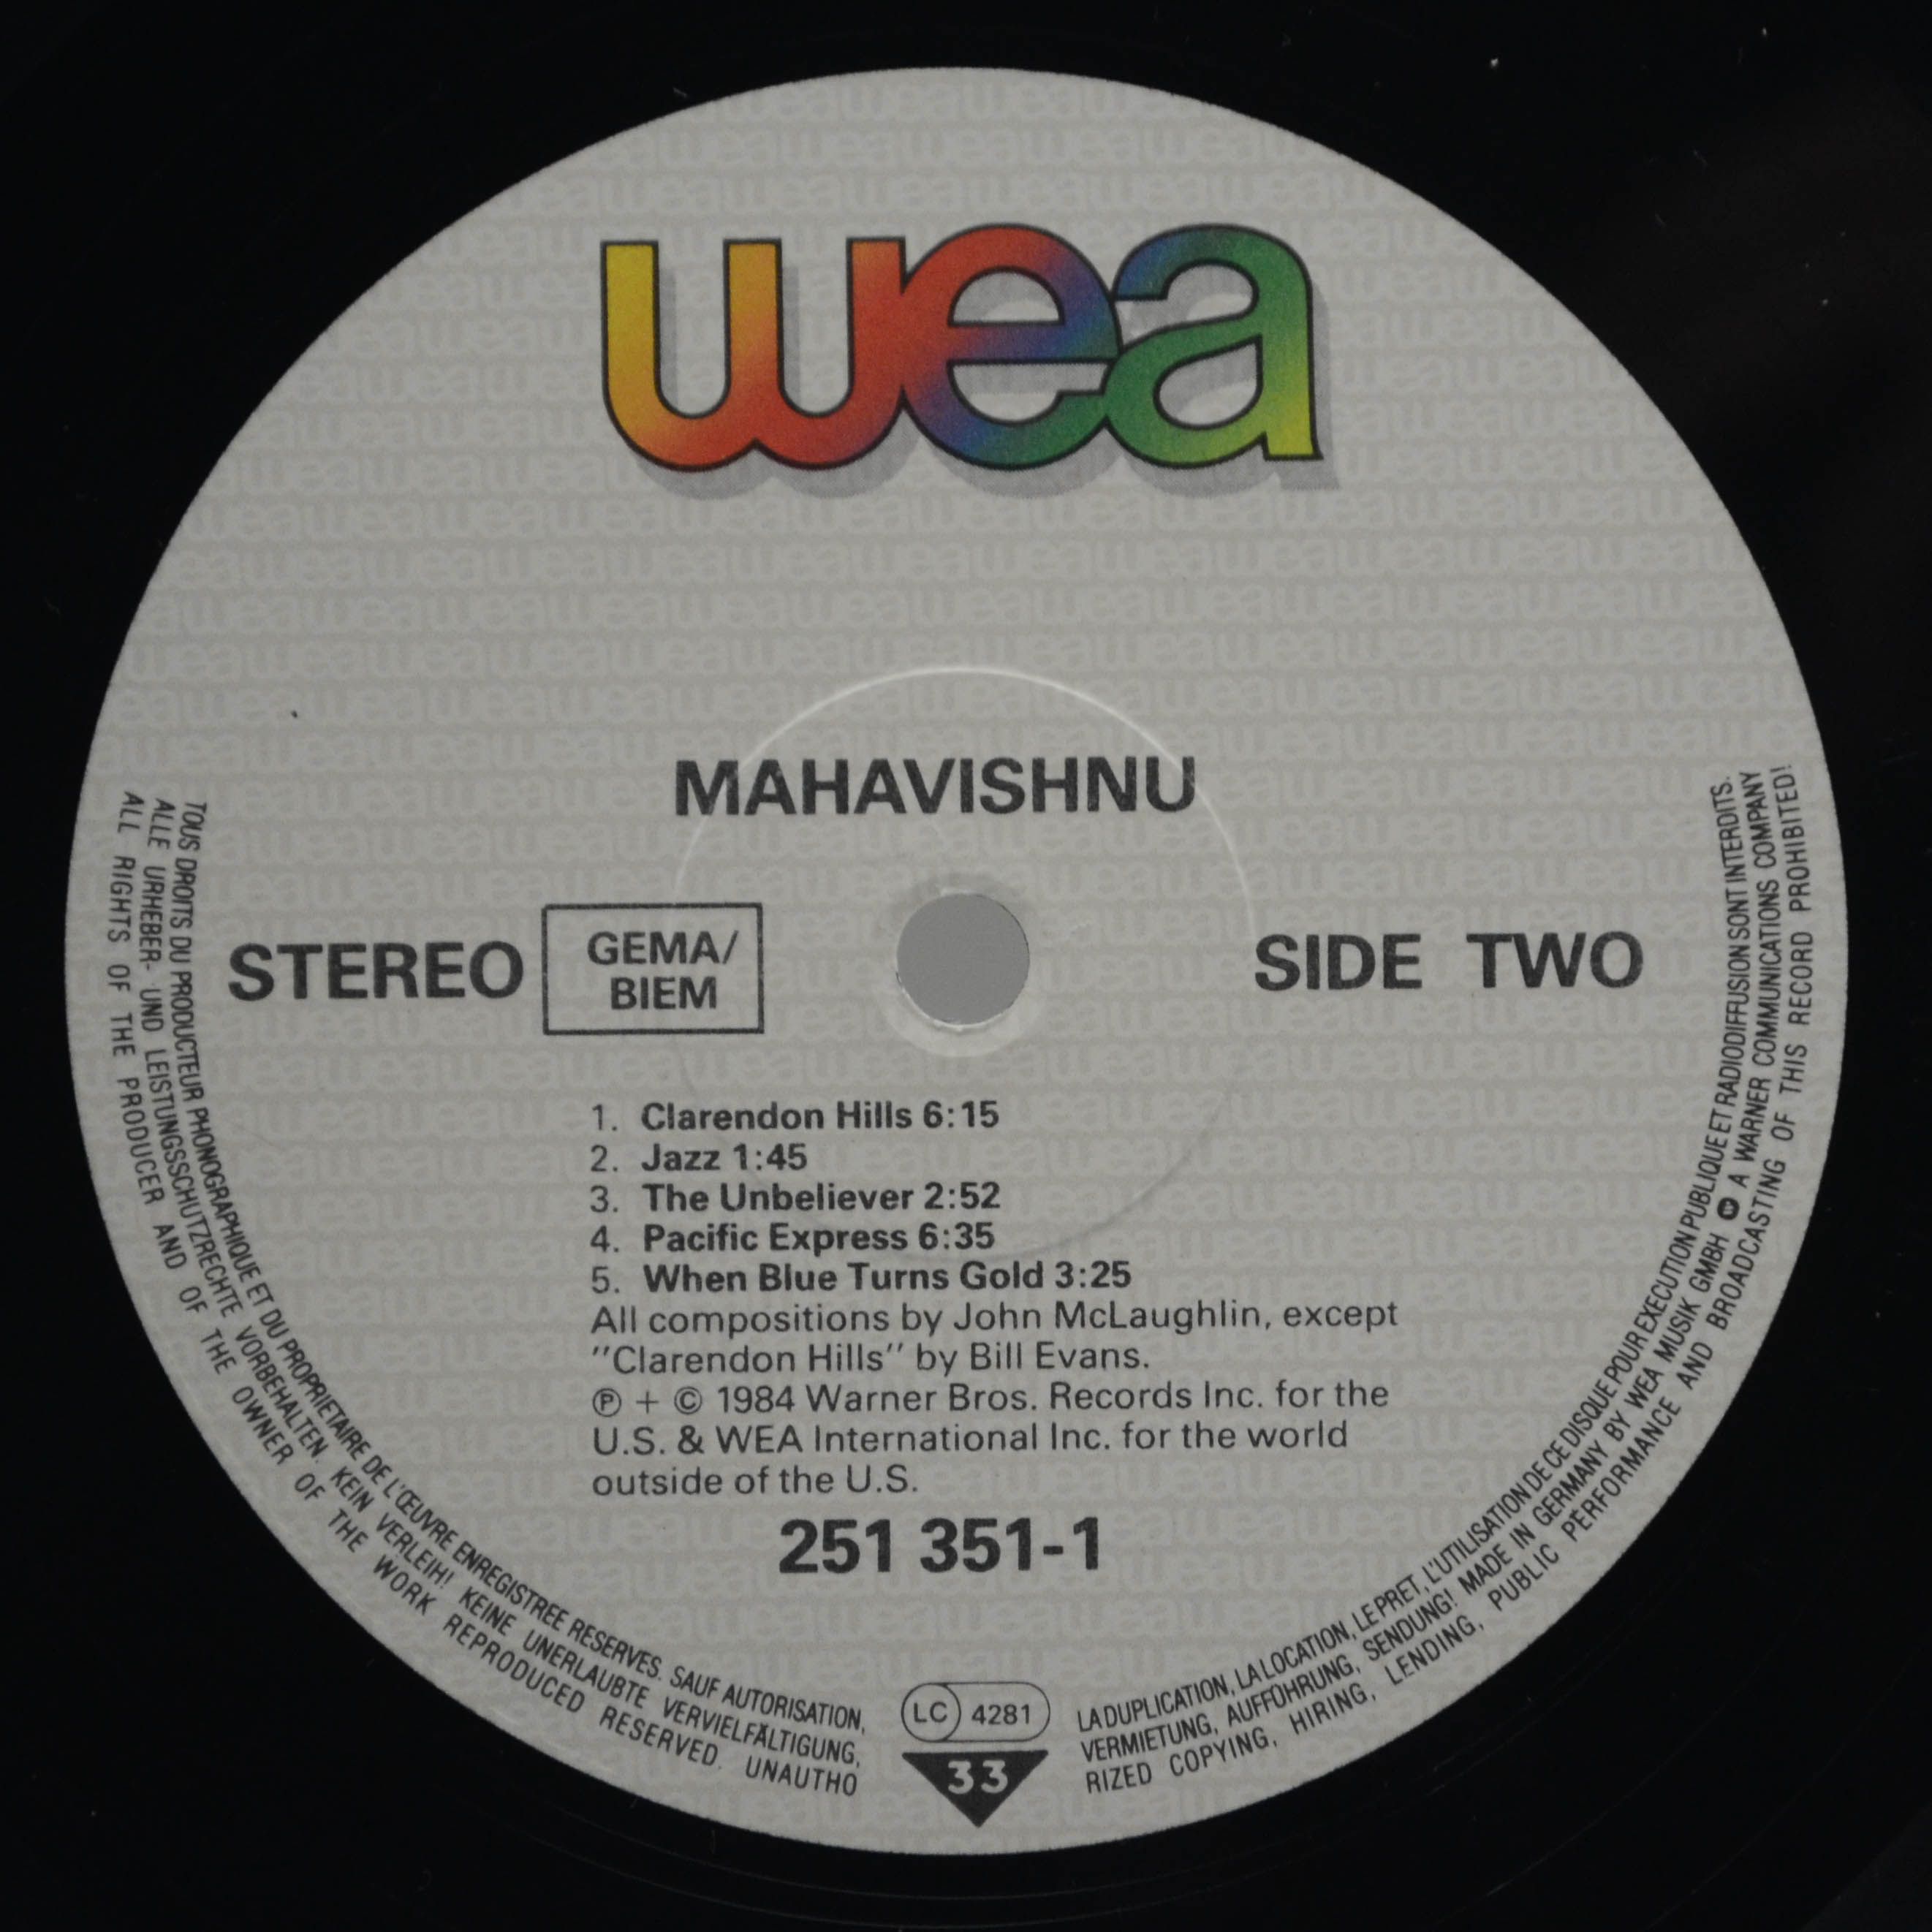 wea
MAHAVISHNU
STEREO
GEMA/
BIEM
SIDE TWO
1. Clarendon Hills 6:15
2. Jazz 1:45
3. The Unbeliever 2:52
4. Pacific Express 6:35
5. When Blue Turns Gold 3:25
All compositions by John McLaughlin, except
"Clarendon Hills" by Bill Evans.
℗ + © 1984 Warner Bros. Records Inc. for the
U.S. & WEA International Inc. for the world
outside of the U.S.
251 351-1
LC 4281
33
TOUS DROITS DU PRODUCTEUR PHONOGRAPHIQUE ET DU PROPRIETAIRE DE L'ŒUVRE ENREGISTREE RESERVES. SAUF AUTORISATION, LA DUPLICATION, LA LOCATION, LE PRET, L'UTILISATION DE CE DISQUE POUR EXECUTION PUBLIQUE ET RADIODIFFUSION SONT INTERDITS.
ALLE URHEBER- UND LEISTUNGSSCHUTZRECHTE VORBEHALTEN. KEIN VERLEIH! KEINE UNERLAUBTE VERVIELFÄLTIGUNG, VERMIETUNG, AUFFÜHRUNG, SENDUNG! MADE IN GERMANY BY WEA MUSIK GMBH A WARNER COMMUNICATIONS COMPANY
ALL RIGHTS OF THE PRODUCER AND OF THE OWNER OF THE WORK REPRODUCED RESERVED. UNAUTHO RIZED COPYING, HIRING, LENDING, PUBLIC PERFORMANCE AND BROADCASTING OF THIS RECORD PROHIBITED!